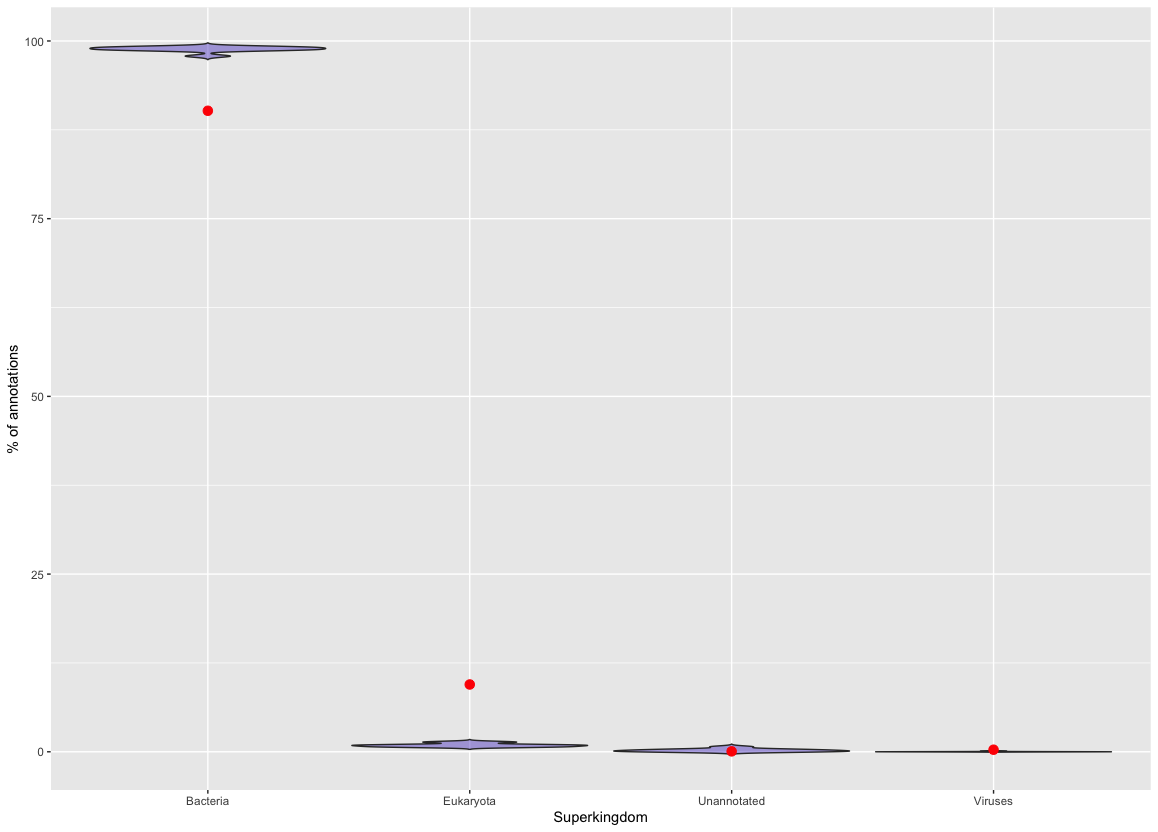 % of annotations
100
75
50
25
0
Bacteria Eukaryota Unannotated Viruses
Superkingdom